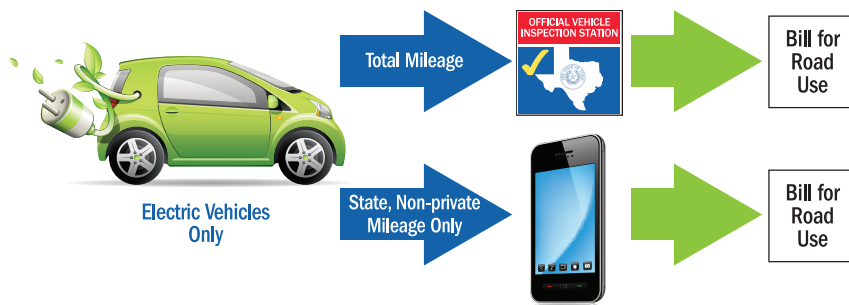 Total Mileage
OFFICIAL VEHICLE
INSPECTION STATION
Bill for
Road
Use
Electric Vehicles
Only
State, Non-private
Mileage Only
Bill for
Road
Use